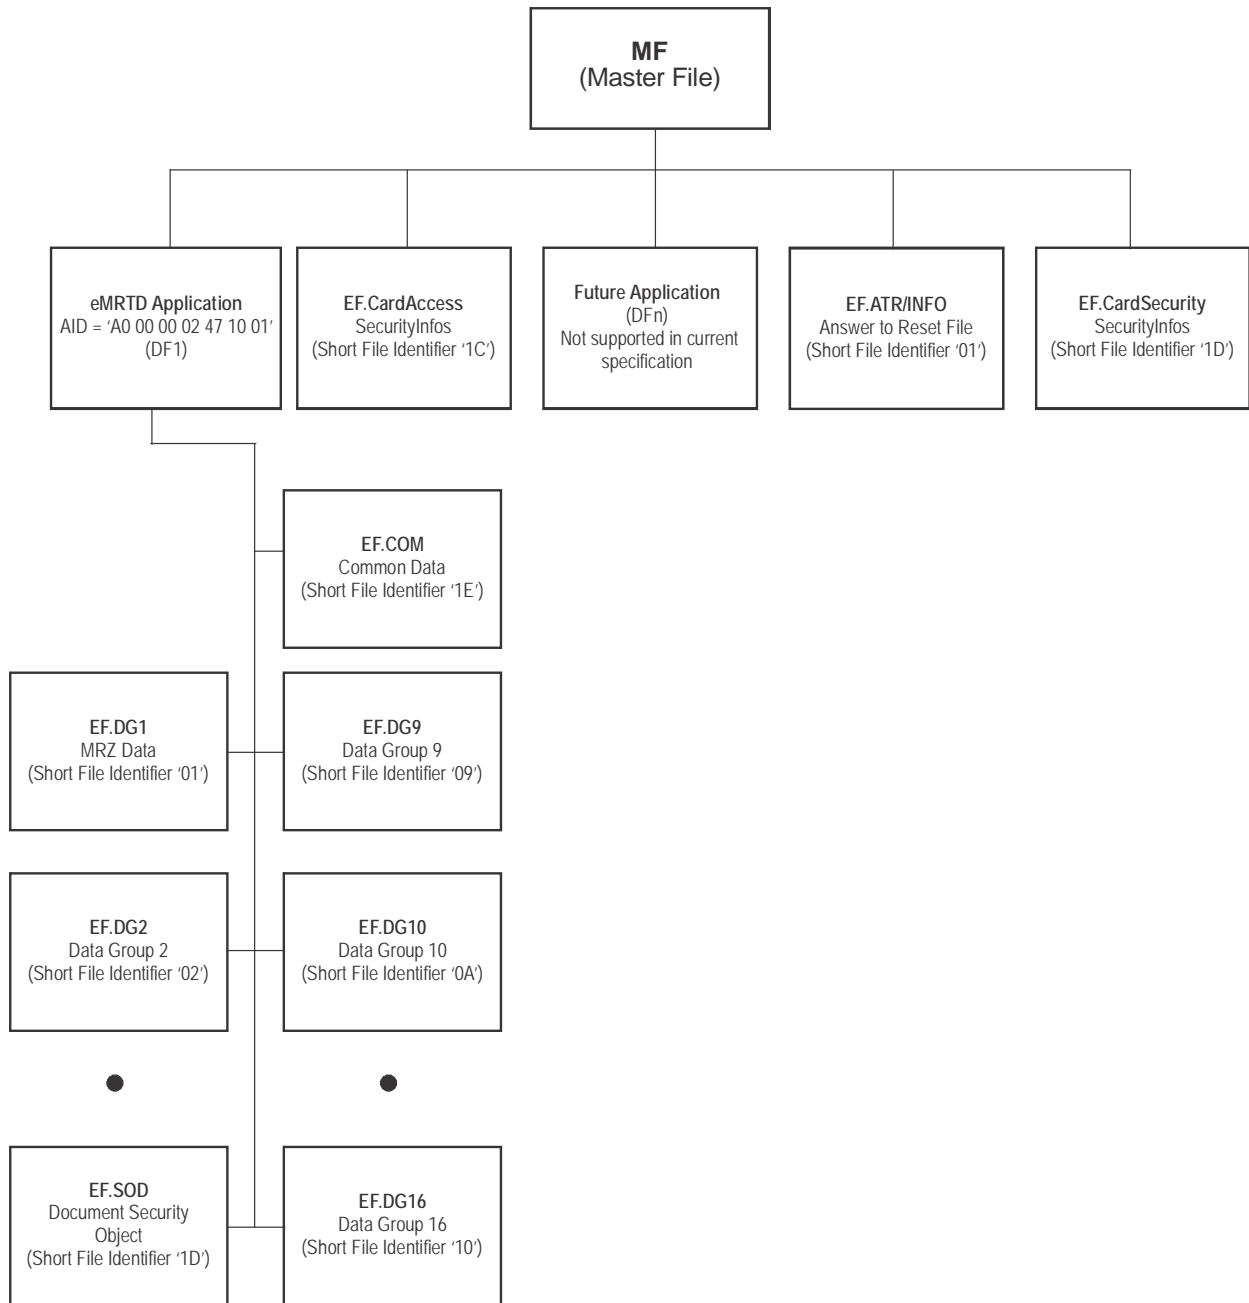 MF
(Master File)
eMRTD Application
AID = ‘A0 00 00 02 47 10 01’
(DF1)
EF.CardAccess
SecurityInfos
(Short File Identifier ‘1C’)
Future Application
(DFn)
Not supported in current
specification
EF.ATR/INFO
Answer to Reset File
(Short File Identifier ‘01’)
EF.CardSecurity
SecurityInfos
(Short File Identifier ‘1D’)
EF.COM
Common Data
(Short File Identifier ‘1E’)
EF.DG1
MRZ Data
(Short File Identifier ‘01’)
EF.DG9
Data Group 9
(Short File Identifier ‘09’)
EF.DG2
Data Group 2
(Short File Identifier ‘02’)
EF.DG10
Data Group 10
(Short File Identifier ‘0A’)
EF.SOD
Document Security
Object
(Short File Identifier ‘1D’)
EF.DG16
Data Group 16
(Short File Identifier ‘10’)